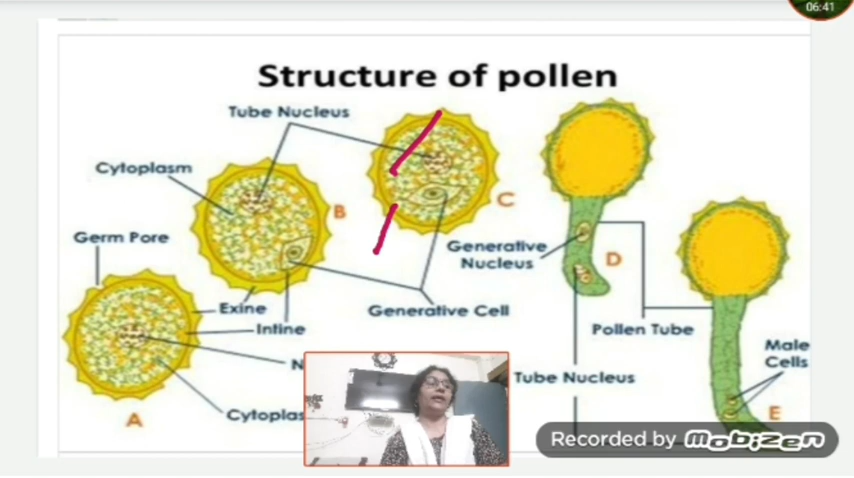 06:41
Structure of pollen
Tube Nucleus
Cytoplasm
B
C
Germ Pore
Generative
Nucleus
D
Exine
Generative Cell
Intine
Pollen Tube
Male
Cells
N
Tube Nucleus
A
Cytoplas
E
Recorded by mobizen